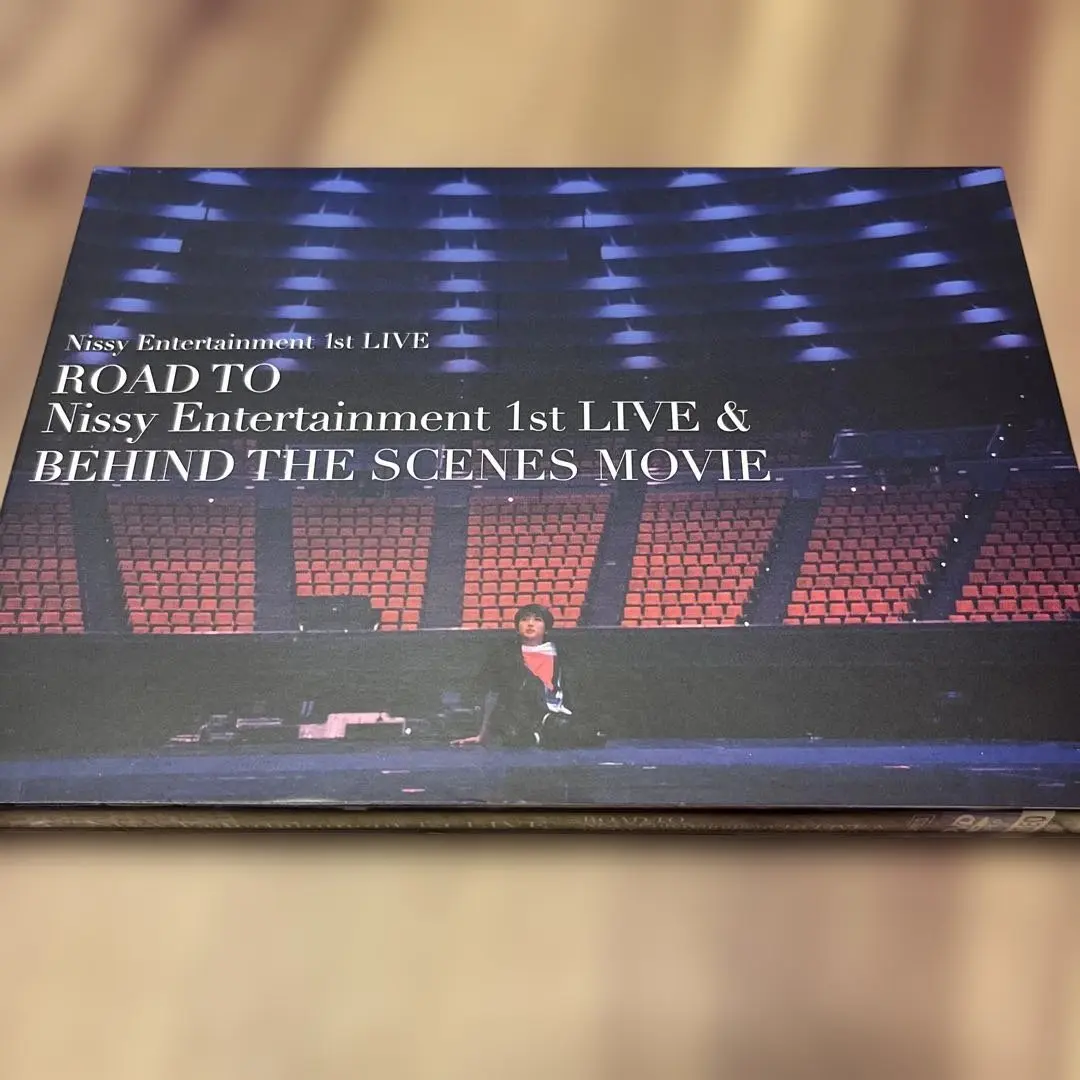 Nissy Entertainment 1st LIVE
ROAD TO
Nissy Entertainment 1st LIVE &
BEHIND THE SCENES MOVIE